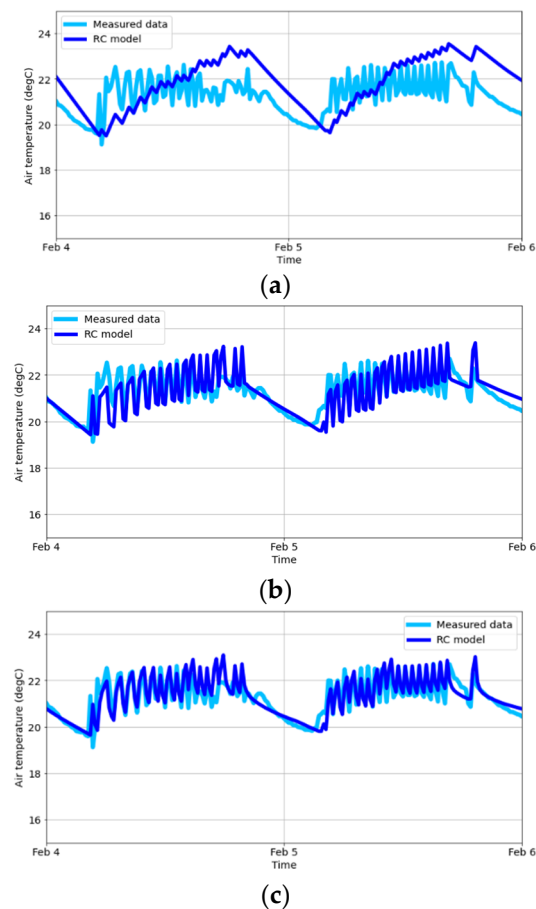 Measured data
RC model
Air temperature (degC)
24
22
20
18
16
Feb 4
Feb 5
Feb 6
Time
(a)
Measured data
RC model
Air temperature (degC)
24
22
20
18
16
Feb 4
Feb 5
Feb 6
Time
(b)
Measured data
RC model
Air temperature (degC)
24
22
20
18
16
Feb 4
Feb 5
Feb 6
Time
(c)